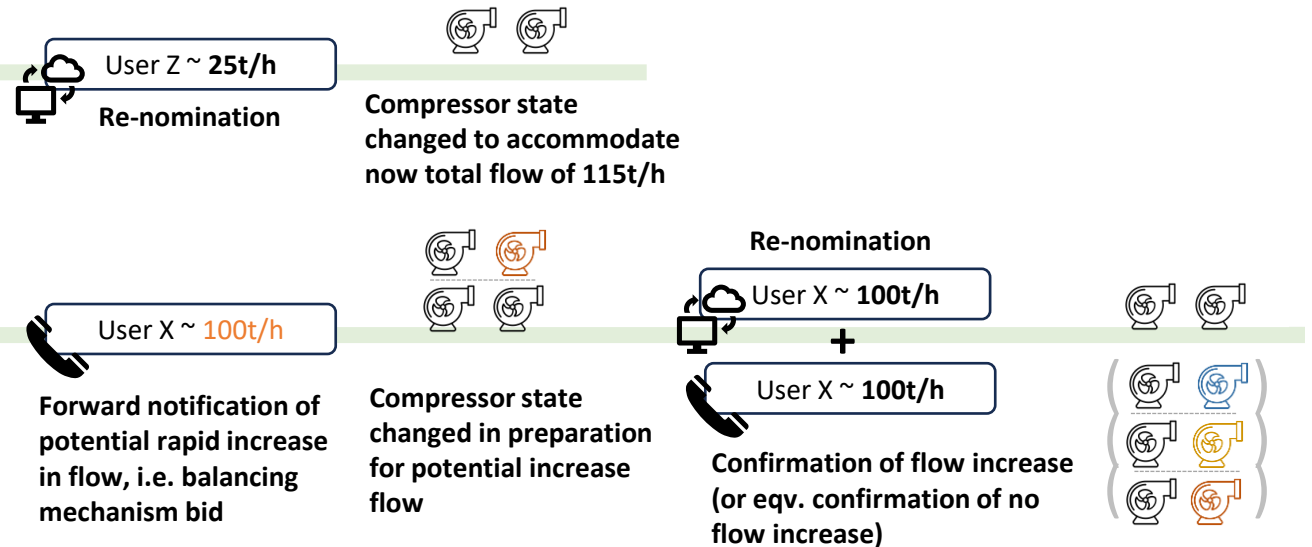 User Z ~ 25t/h
Re-nomination
Compressor state
changed to accommodate
now total flow of 115t/h
User X ~ 100t/h
Forward notification of
potential rapid increase
in flow, i.e. balancing
mechanism bid
Compressor state
changed in preparation
for potential increase
flow
Re-nomination
User X ~ 100t/h
+
User X ~ 100t/h
Confirmation of flow increase
(or eqv. confirmation of no
flow increase)